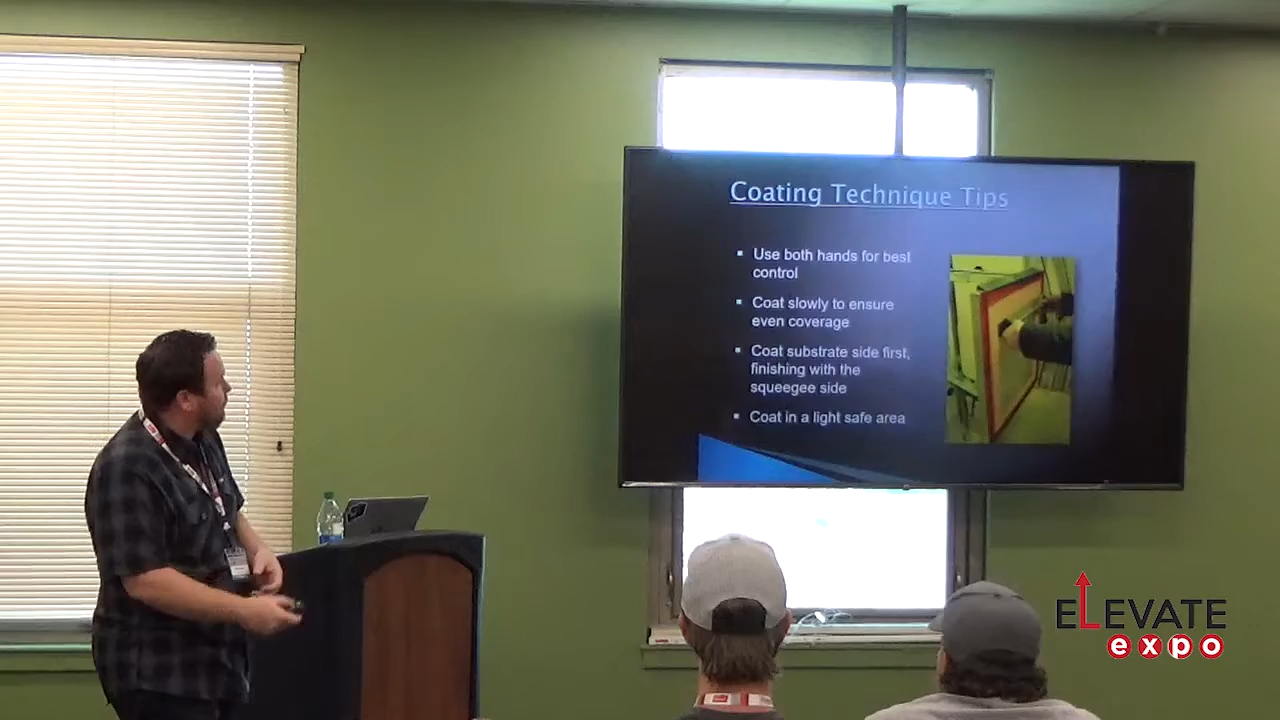 Coating Technique Tips
Use both hands for best
control
Coat slowly to ensure
even coverage
Coat substrate side first,
finishing with the
squeegee side
Coat in a light safe area
ELEVATE
expo